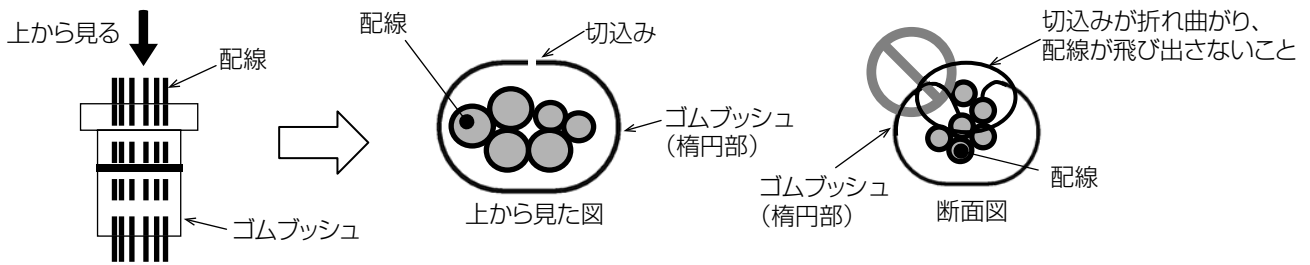 上から見る
配線
ゴムブッシュ
配線
切込み
ゴムブッシュ
（楕円部）
上から見た図
切込みが折れ曲がり、
配線が飛び出さないこと
ゴムブッシュ
（楕円部）
配線
断面図